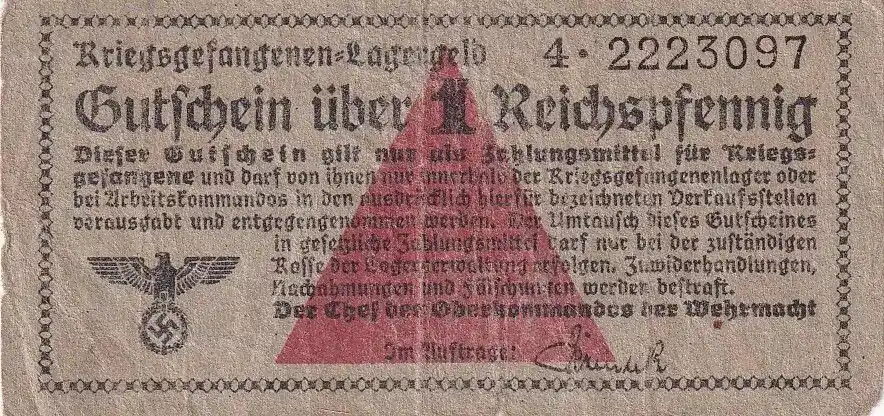 Kriegsgefangenen-Lagergeld 4· 2223097
Gutschein über 1 Reichspfennig
Dieser Gutschein gilt nur als Zahlungsmittel für Kriegs-
gefangene und darf von ihnen nur innerhalb der Kriegsgefangenenlager oder
bei Arbeitskommandos in den ausdrücklich hierfür bezeichneten Verkaufsstellen
verausgabt und entgegengenommen werden. Der Umtausch dieses Gutscheines
in gesetzliche Zahlungsmittel darf nur bei der zuständigen
Kasse der Lagerverwaltung erfolgen. Zuwiderhandlungen,
Nachahmungen und Fälschungen werden bestraft.
Der Chef des Oberkommandos der Wehrmacht
Im Auftrage: